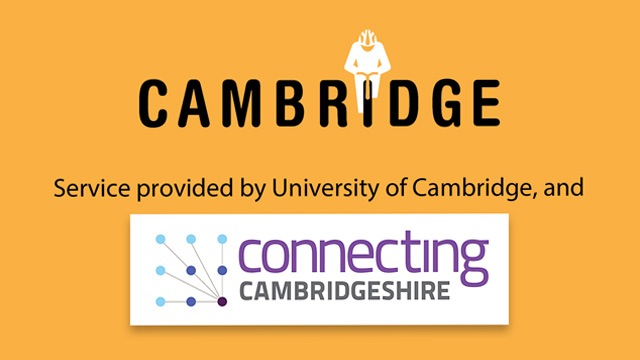 CAMBRIDGE
Service provided by University of Cambridge, and
connecting
CAMBRIDGESHIRE